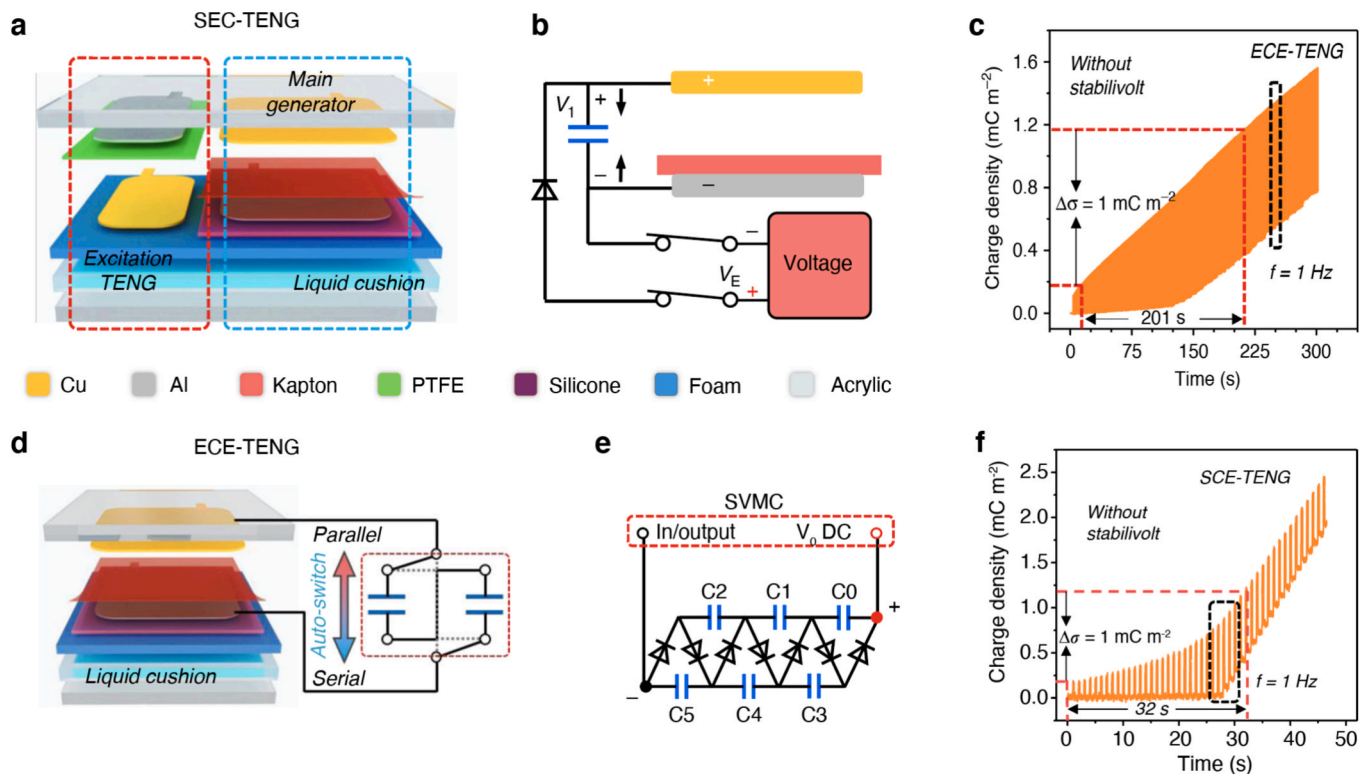 a
SEC-TENG
Main
generator
Excitation
TENG
Liquid cushion
b
V1
+
−
+
−
−
VE
+
Voltage
c
Charge density (mC m−2)
1.6
1.2
0.8
0.4
0.0
Without
stabilivolt
ECE-TENG
Δσ = 1 mC m−2
f = 1 Hz
201 s
0 75 150 225 300
Time (s)
Cu Al Kapton PTFE Silicone Foam Acrylic
d
ECE-TENG
Liquid cushion
Parallel
Auto-switch
Serial
e
SVMC
In/output V0 DC
C2 C1 C0
+
−
C5 C4 C3
f
Charge density (mC m-2)
2.5
2.0
1.5
1.0
0.5
0.0
SCE-TENG
Without
stabilivolt
Δσ = 1 mC m-2
f = 1 Hz
32 s
0 10 20 30 40 50
Time (s)